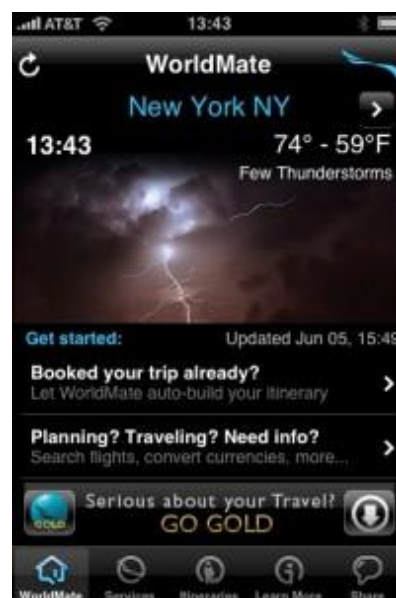 AT&T 13:43
WorldMate
New York NY
13:43 74° - 59°F
Few Thunderstorms
Get started: Updated Jun 05, 15:49
Booked your trip already?
Let WorldMate auto-build your itinerary
Planning? Traveling? Need info?
Search flights, convert currencies, more...
Serious about your Travel?
GOLD GO GOLD
WorldMate Services Itineraries Learn More Share